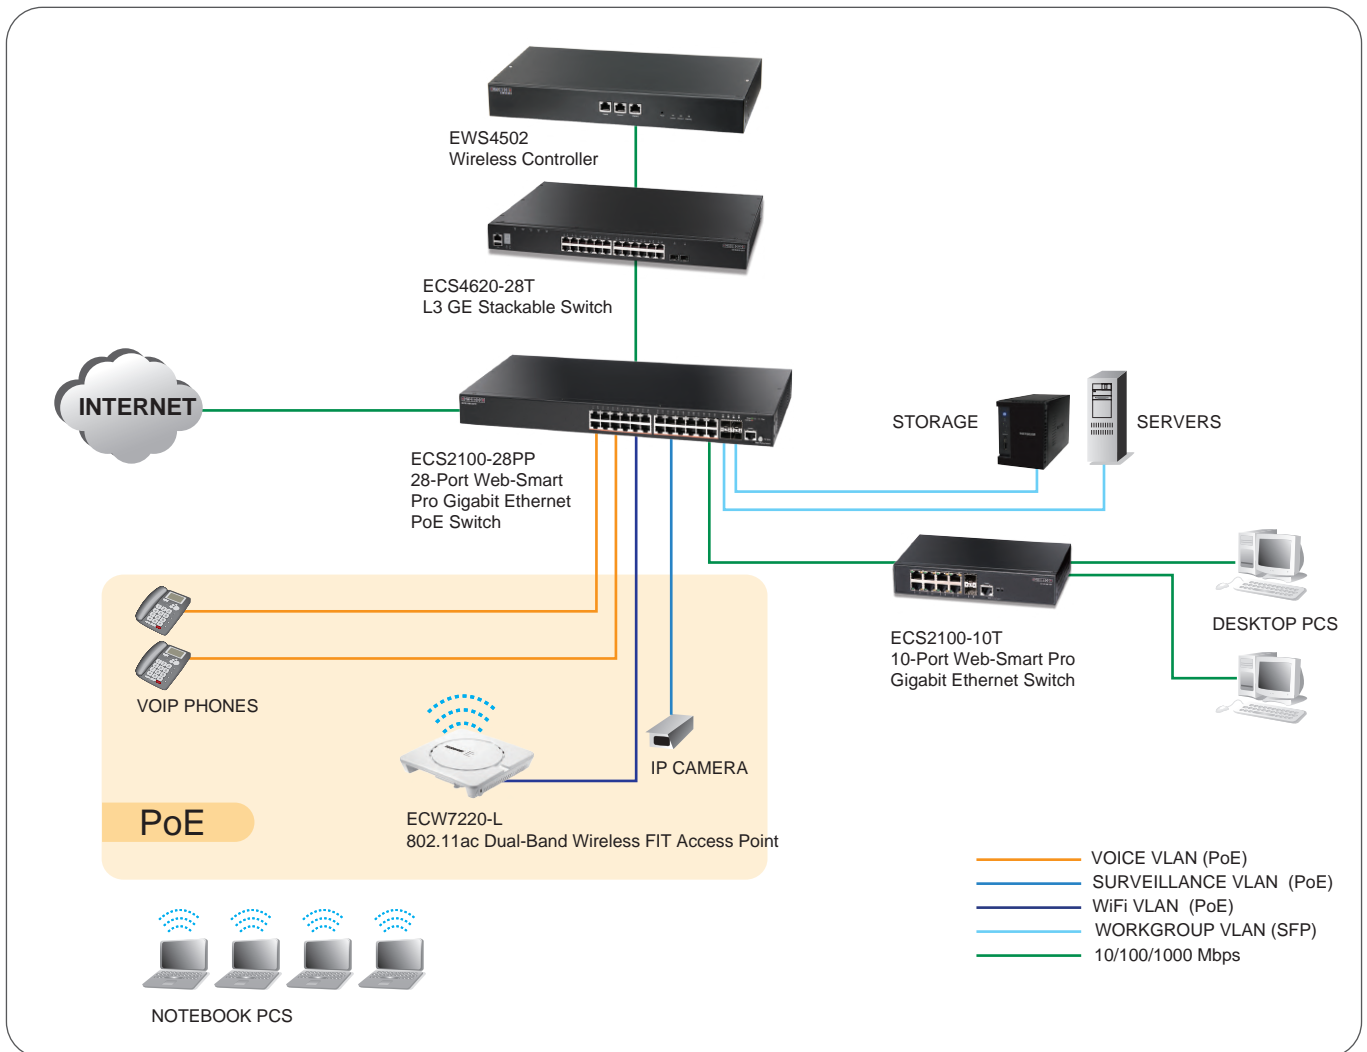 EWS4502
Wireless Controller
ECS4620-28T
L3 GE Stackable Switch
INTERNET
STORAGE
SERVERS
ECS2100-28PP
28-Port Web-Smart
Pro Gigabit Ethernet
PoE Switch
ECS2100-10T
10-Port Web-Smart Pro
Gigabit Ethernet Switch
DESKTOP PCS
VOIP PHONES
IP CAMERA
PoE
ECW7220-L
802.11ac Dual-Band Wireless FIT Access Point
VOICE VLAN (PoE)
SURVEILLANCE VLAN (PoE)
WiFi VLAN (PoE)
WORKGROUP VLAN (SFP)
10/100/1000 Mbps
NOTEBOOK PCS